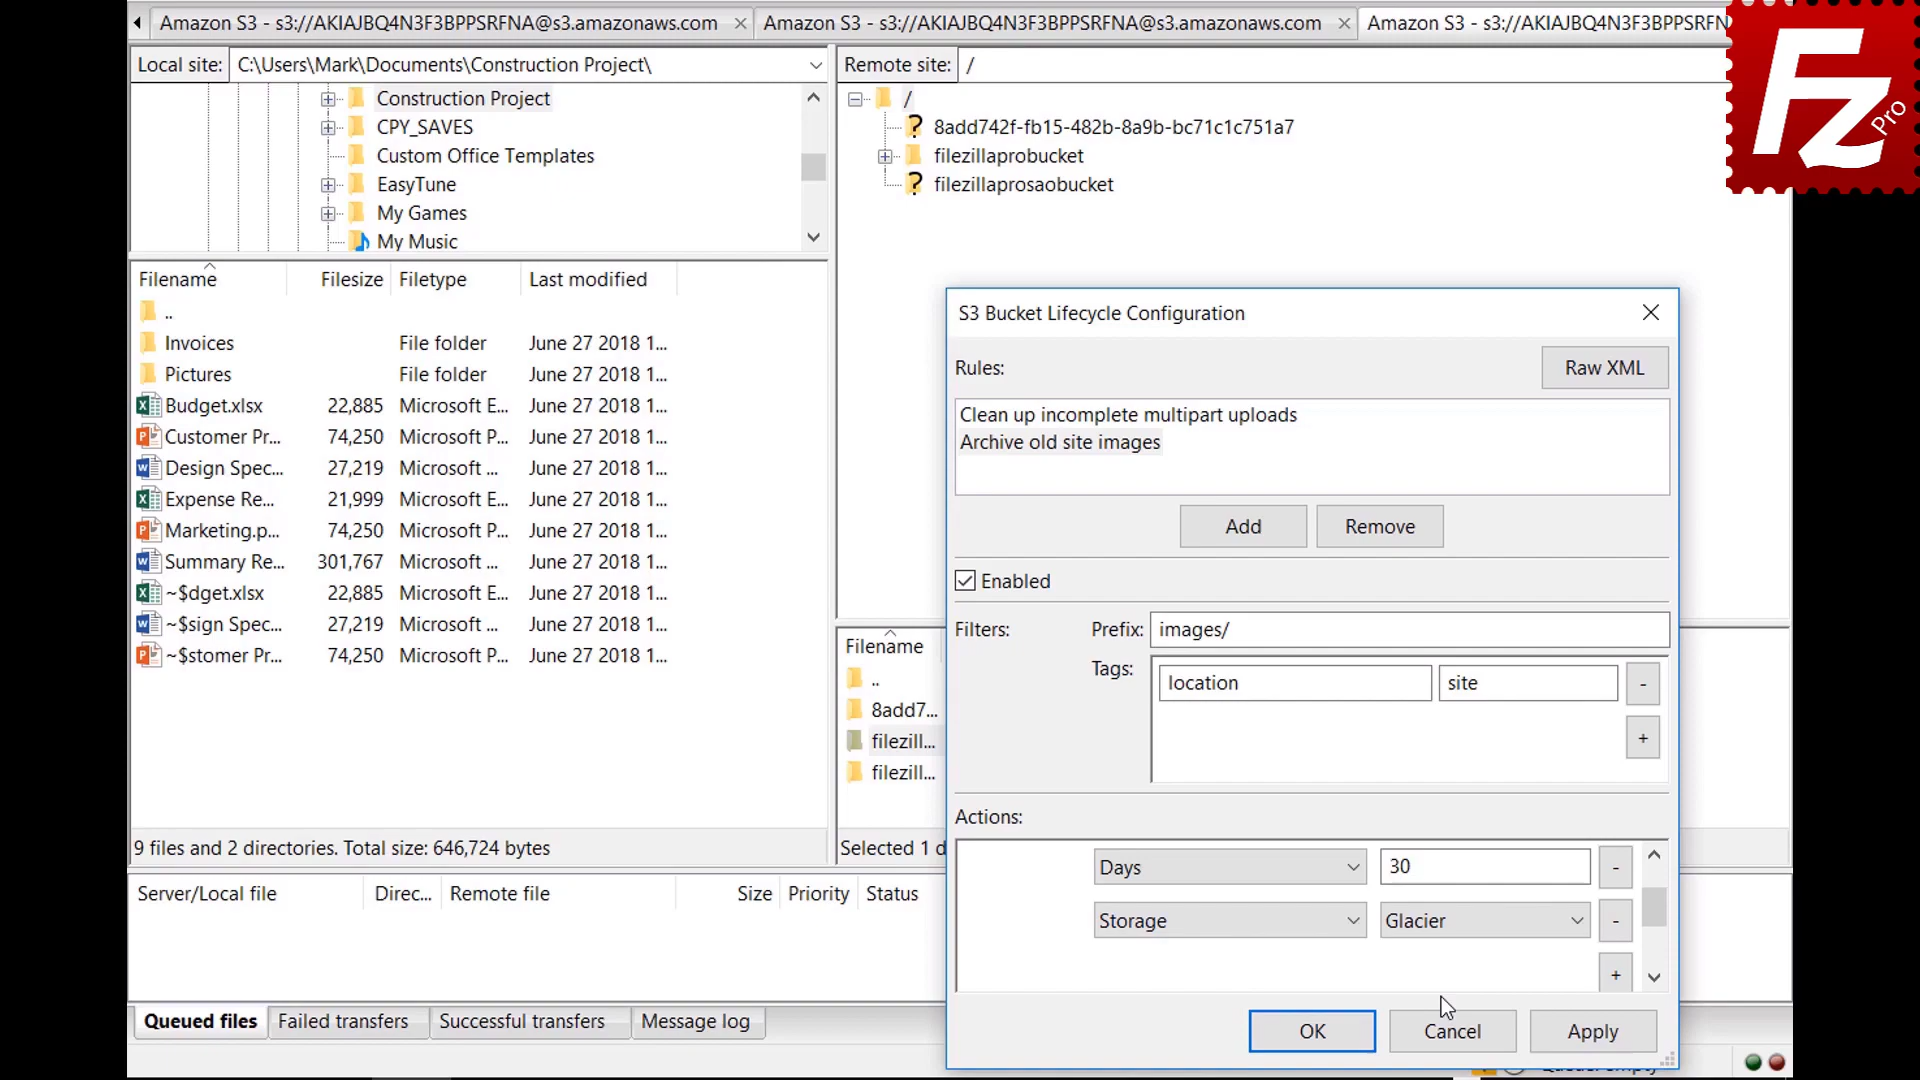 Amazon S3 - s3://AKIAJBQ4N3F3BPPSRFNA@s3.amazonaws.com
Amazon S3 - s3://AKIAJBQ4N3F3BPPSRFNA@s3.amazonaws.com
Amazon S3 - s3://AKIAJBQ4N3F3BPPSRFN
Fz Pro
Local site: C:\Users\Mark\Documents\Construction Project\
Construction Project
CPY_SAVES
Custom Office Templates
EasyTune
My Games
My Music
Remote site: /
/
8add742f-fb15-482b-8a9b-bc71c1c751a7
filezillaprobucket
filezillaprosaobucket
Filename Filesize Filetype Last modified
..
Invoices File folder June 27 2018 1...
Pictures File folder June 27 2018 1...
Budget.xlsx 22,885 Microsoft E... June 27 2018 1...
Customer Pr... 74,250 Microsoft P... June 27 2018 1...
Design Spec... 27,219 Microsoft ... June 27 2018 1...
Expense Re... 21,999 Microsoft E... June 27 2018 1...
Marketing.p... 74,250 Microsoft P... June 27 2018 1...
Summary Re... 301,767 Microsoft ... June 27 2018 1...
~$dget.xlsx 22,885 Microsoft E... June 27 2018 1...
~$sign Spec... 27,219 Microsoft ... June 27 2018 1...
~$stomer Pr... 74,250 Microsoft P... June 27 2018 1...
9 files and 2 directories. Total size: 646,724 bytes
Filename
..
8add7...
filezill...
filezill...
Selected 1 d
S3 Bucket Lifecycle Configuration
Rules:
Raw XML
Clean up incomplete multipart uploads
Archive old site images
Add Remove
Enabled
Filters: Prefix: images/
Tags: location site -
+
Actions:
Days 30 -
Storage Glacier -
+
OK Cancel Apply
Server/Local file Direc... Remote file Size Priority Status
Queued files Failed transfers Successful transfers Message log